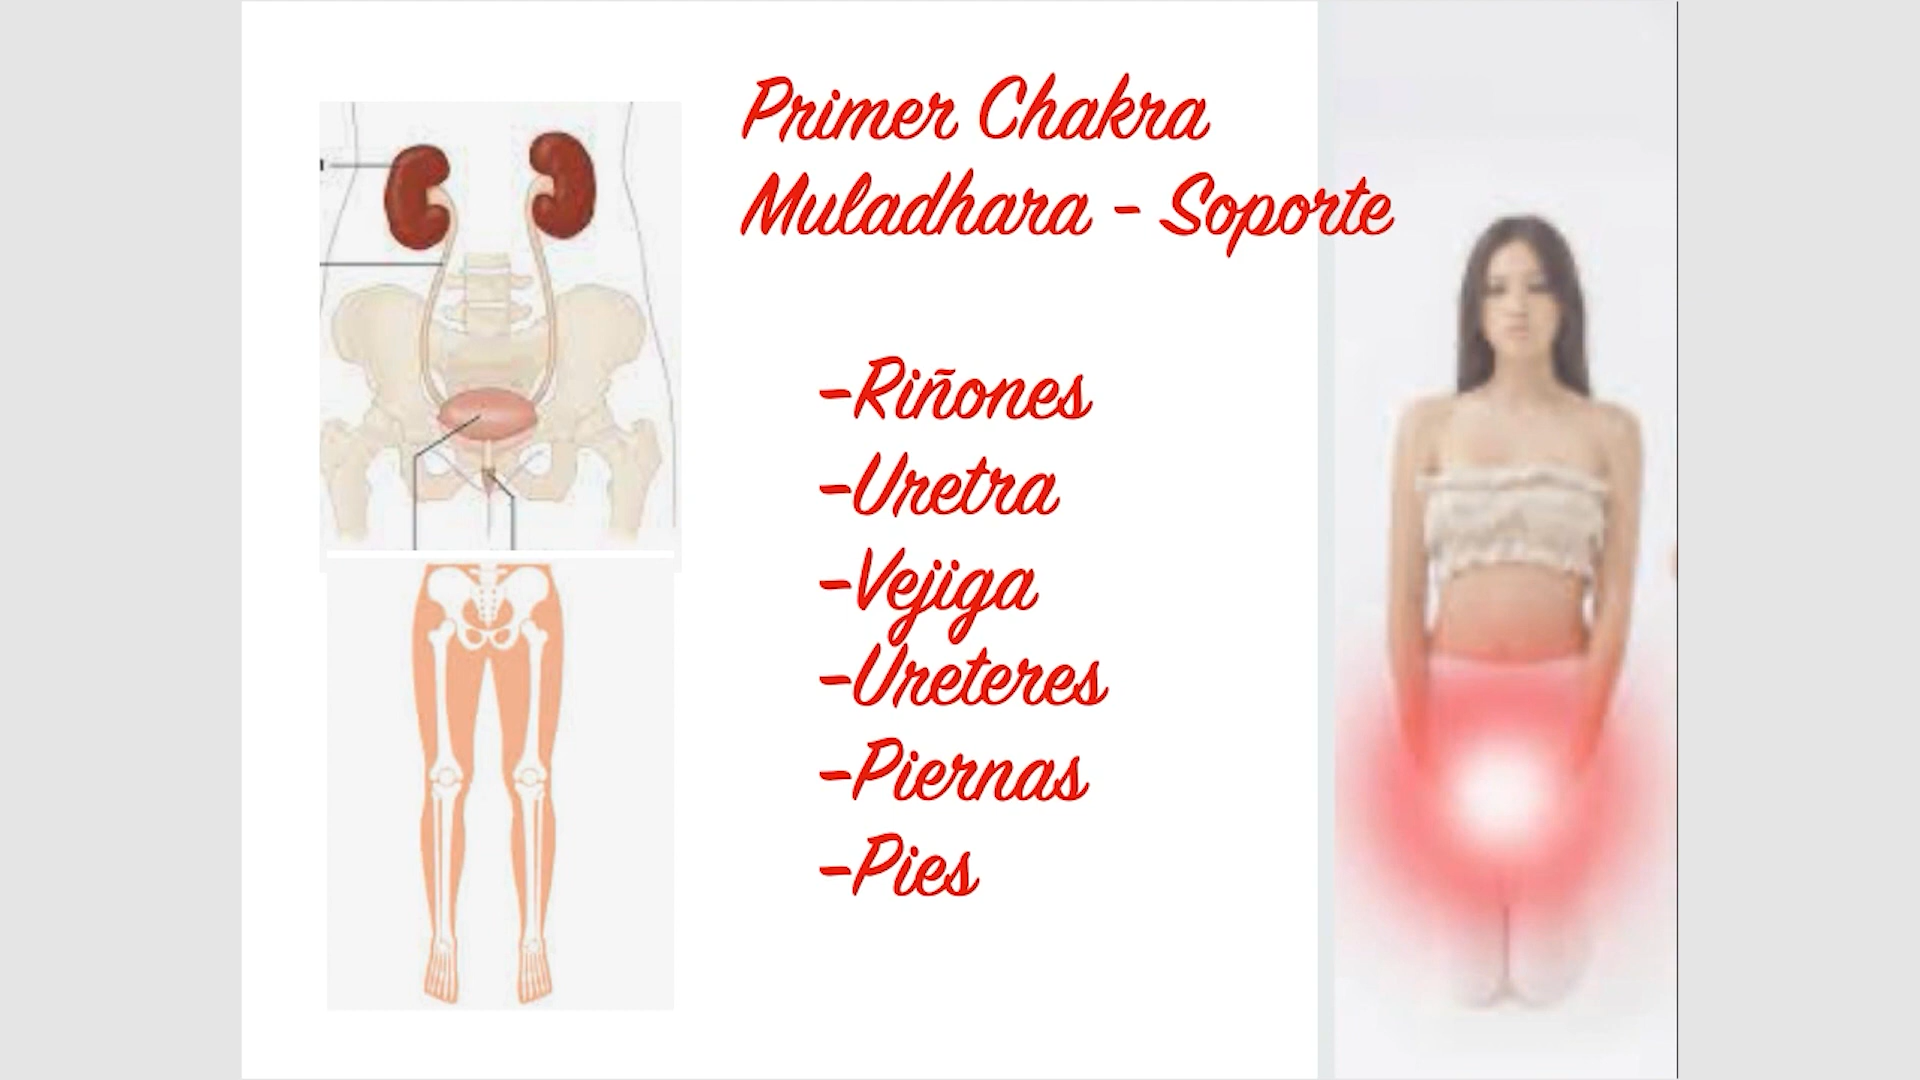 Primer Chakra
Muladhara - Soporte
-Riñones
-Uretra
-Vejiga
-Ureteres
-Piernas
-Pies